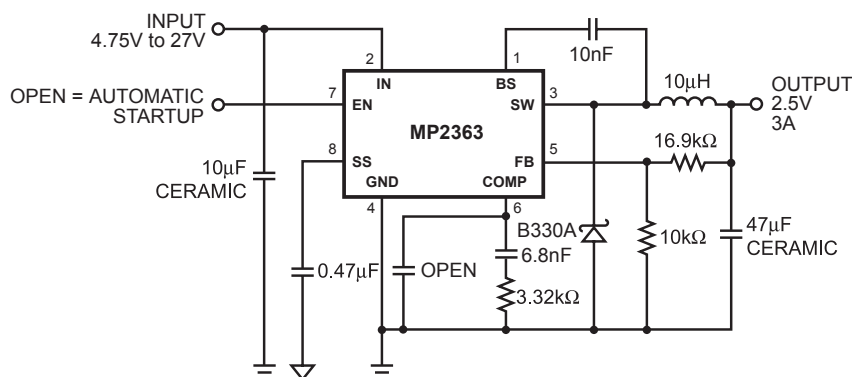 INPUT
4.75V to 27V
OPEN = AUTOMATIC
STARTUP
10µF
CERAMIC
0.47µF
2
IN
1
BS
10nF
7
EN
3
SW
MP2363
8
SS
5
FB
GND
COMP
4
6
OPEN
6.8nF
3.32kΩ
B330A
10µH
16.9kΩ
10kΩ
47µF
CERAMIC
OUTPUT
2.5V
3A